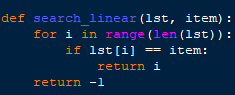 def search_linear(lst, item):
    for i in range(len(lst)):
        if lst[i] == item:
            return i
    return -1